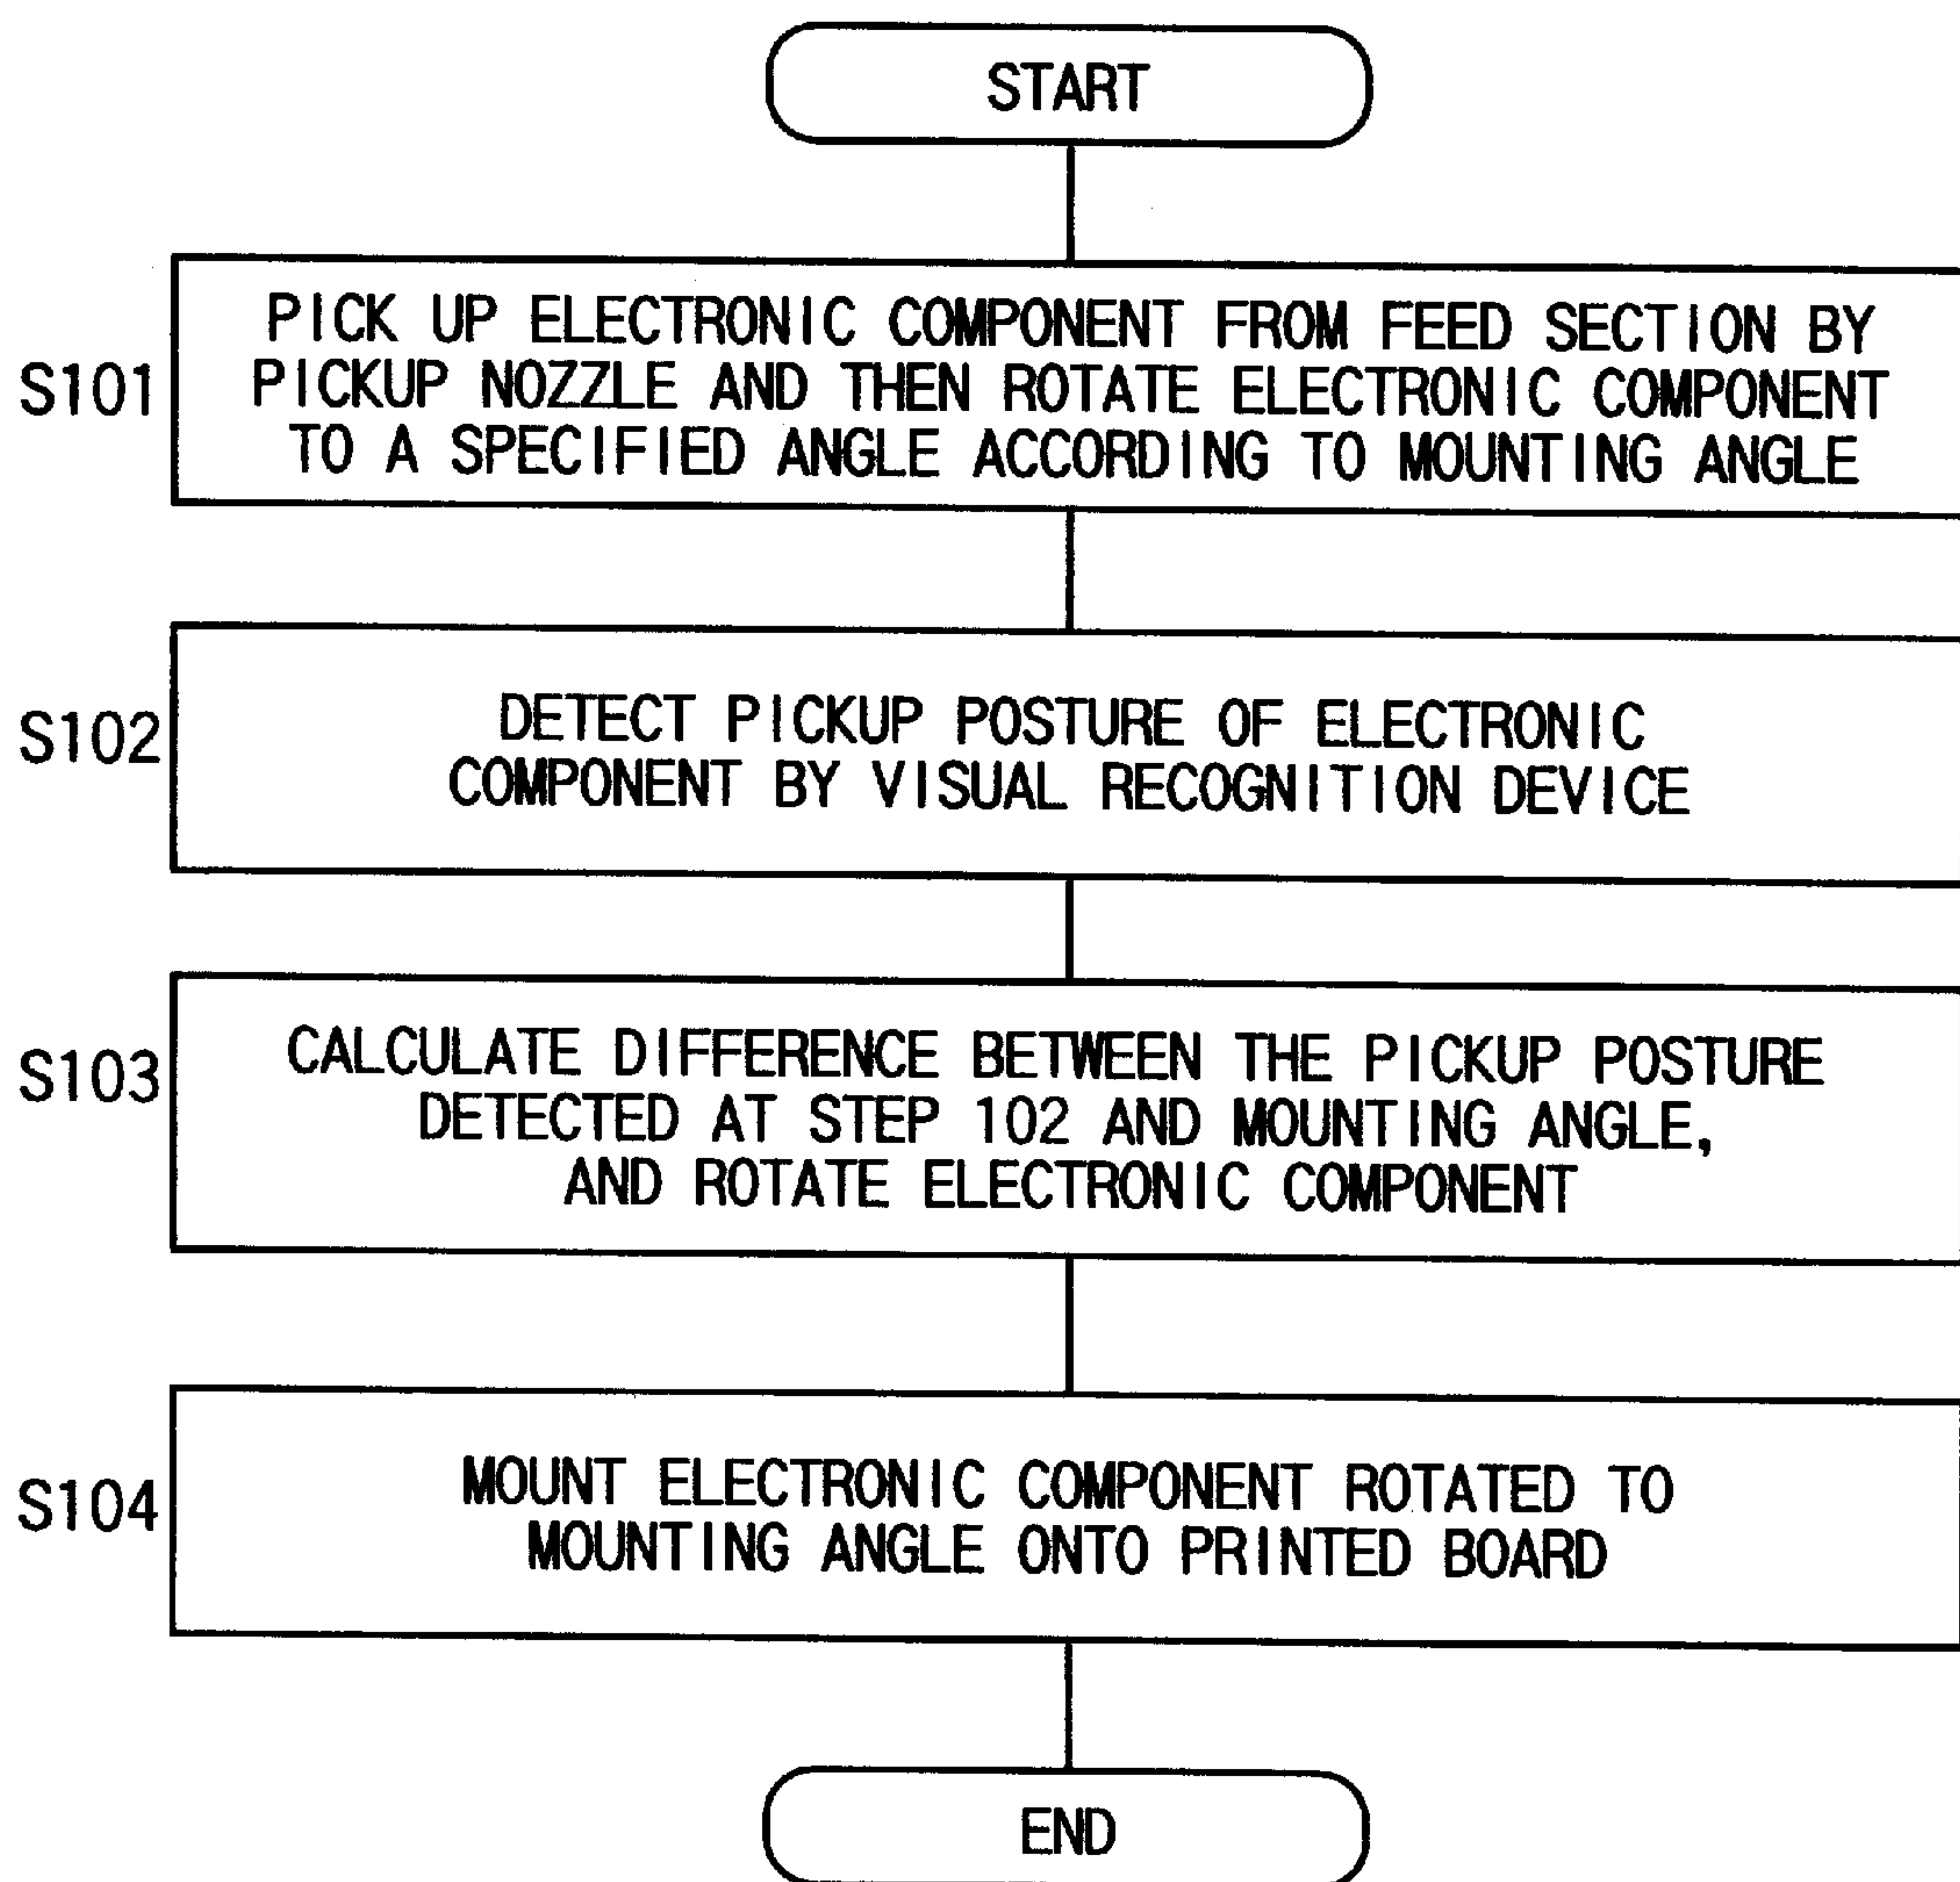 START
S101
PICK UP ELECTRONIC COMPONENT FROM FEED SECTION BY
PICKUP NOZZLE AND THEN ROTATE ELECTRONIC COMPONENT
TO A SPECIFIED ANGLE ACCORDING TO MOUNTING ANGLE
S102
DETECT PICKUP POSTURE OF ELECTRONIC
COMPONENT BY VISUAL RECOGNITION DEVICE
S103
CALCULATE DIFFERENCE BETWEEN THE PICKUP POSTURE
DETECTED AT STEP 102 AND MOUNTING ANGLE,
AND ROTATE ELECTRONIC COMPONENT
S104
MOUNT ELECTRONIC COMPONENT ROTATED TO
MOUNTING ANGLE ONTO PRINTED BOARD
END